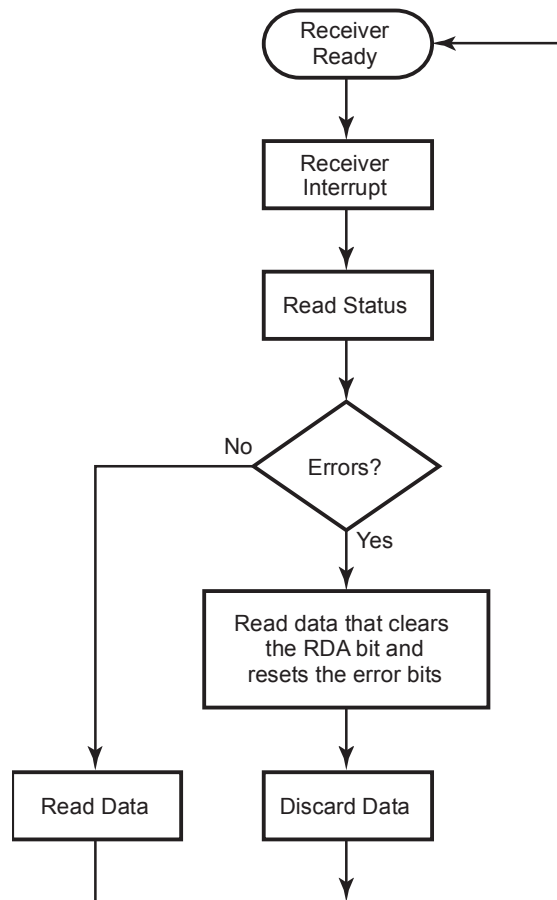 Receiver
Ready
Receiver
Interrupt
Read Status
Errors?
No
Yes
Read data that clears
the RDA bit and
resets the error bits
Read Data
Discard Data